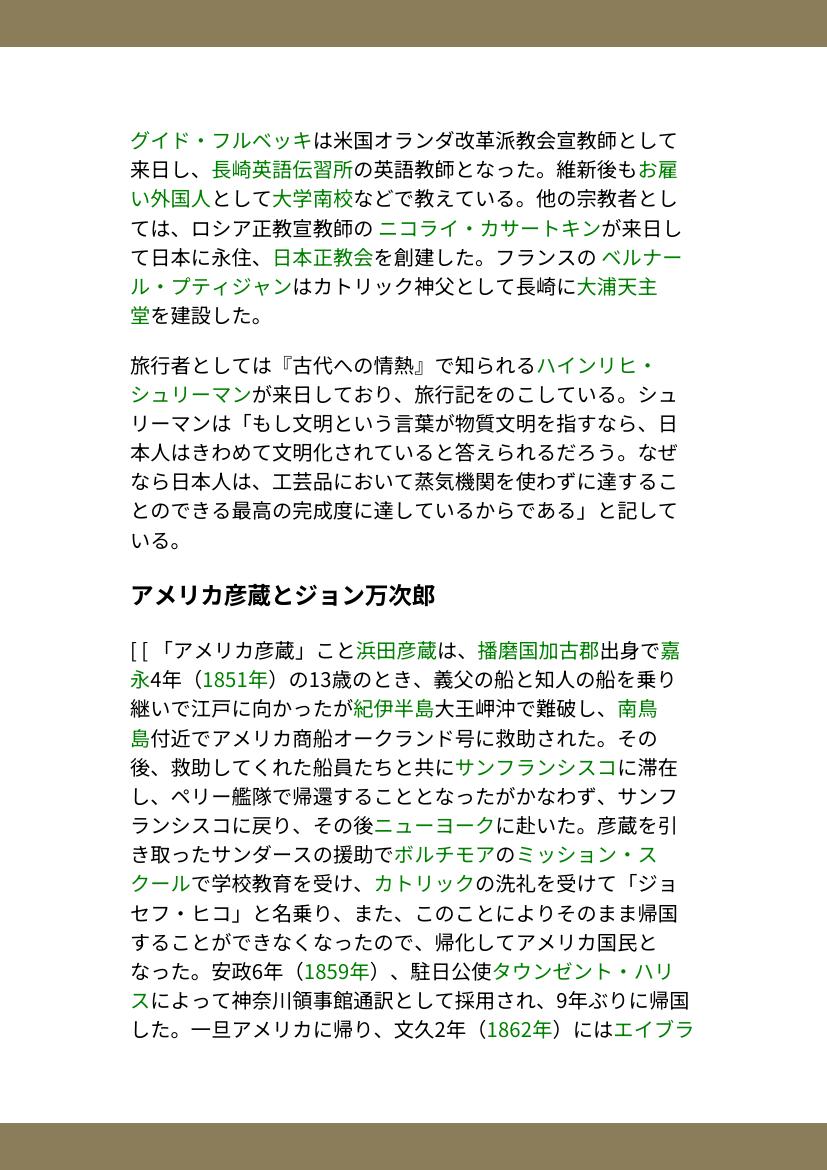 グイド・フルベッキは米国オランダ改革派教会宣教師として
来日し、長崎英語伝習所の英語教師となった。維新後もお雇
い外国人として大学南校などで教えている。他の宗教者とし
ては、ロシア正教宣教師の ニコライ・カサートキンが来日し
て日本に永住、日本正教会を創建した。フランスの ベルナー
ル・プティジャンはカトリック神父として長崎に大浦天主
堂を建設した。
旅行者としては『古代への情熱』で知られるハインリヒ・
シュリーマンが来日しており、旅行記をのこしている。シュ
リーマンは「もし文明という言葉が物質文明を指すなら、日
本人はきわめて文明化されていると答えられるだろう。なぜ
なら日本人は、工芸品において蒸気機関を使わずに達するこ
とのできる最高の完成度に達しているからである」と記して
いる。
アメリカ彦蔵とジョン万次郎
[ [ 「アメリカ彦蔵」こと浜田彦蔵は、播磨国加古郡出身で嘉
永4年（1851年）の13歳のとき、義父の船と知人の船を乗り
継いで江戸に向かったが紀伊半島大王岬沖で難破し、南鳥
島付近でアメリカ商船オークランド号に救助された。その
後、救助してくれた船員たちと共にサンフランシスコに滞在
し、ペリー艦隊で帰還することとなったがかなわず、サンフ
ランシスコに戻り、その後ニューヨークに赴いた。彦蔵を引
き取ったサンダースの援助でボルチモアのミッション・ス
クールで学校教育を受け、カトリックの洗礼を受けて「ジョ
セフ・ヒコ」と名乗り、また、このことによりそのまま帰国
することができなくなったので、帰化してアメリカ国民と
なった。安政6年（1859年）、駐日公使タウンゼント・ハリ
スによって神奈川領事館通訳として採用され、9年ぶりに帰国
した。一旦アメリカに帰り、文久2年（1862年）にはエイブラ